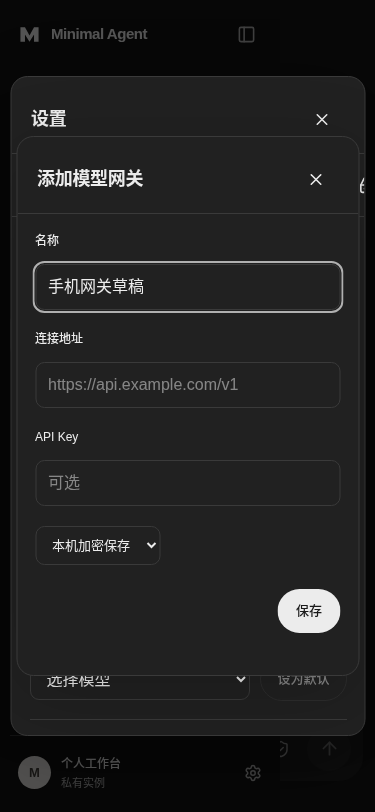 Minimal Agent
设置
添加模型网关
名称
手机网关草稿
连接地址
https://api.example.com/v1
API Key
可选
本机加密保存
保存
选择模型
设为默认
M
个人工作台
私有实例